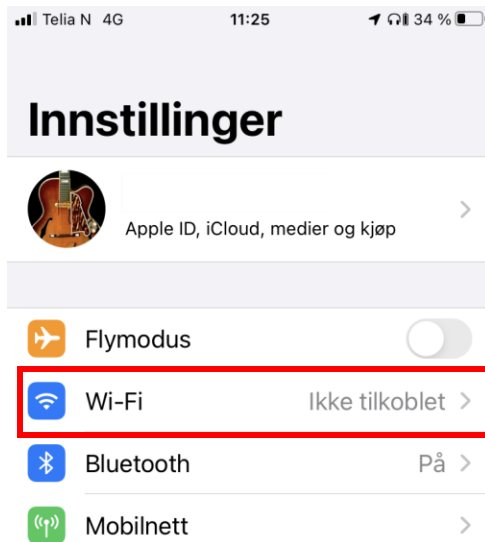 Telia N 4G 11:25 34 %
Innstillinger
Apple ID, iCloud, medier og kjøp
Flymodus
Wi-Fi Ikke tilkoblet
Bluetooth På
Mobilnett